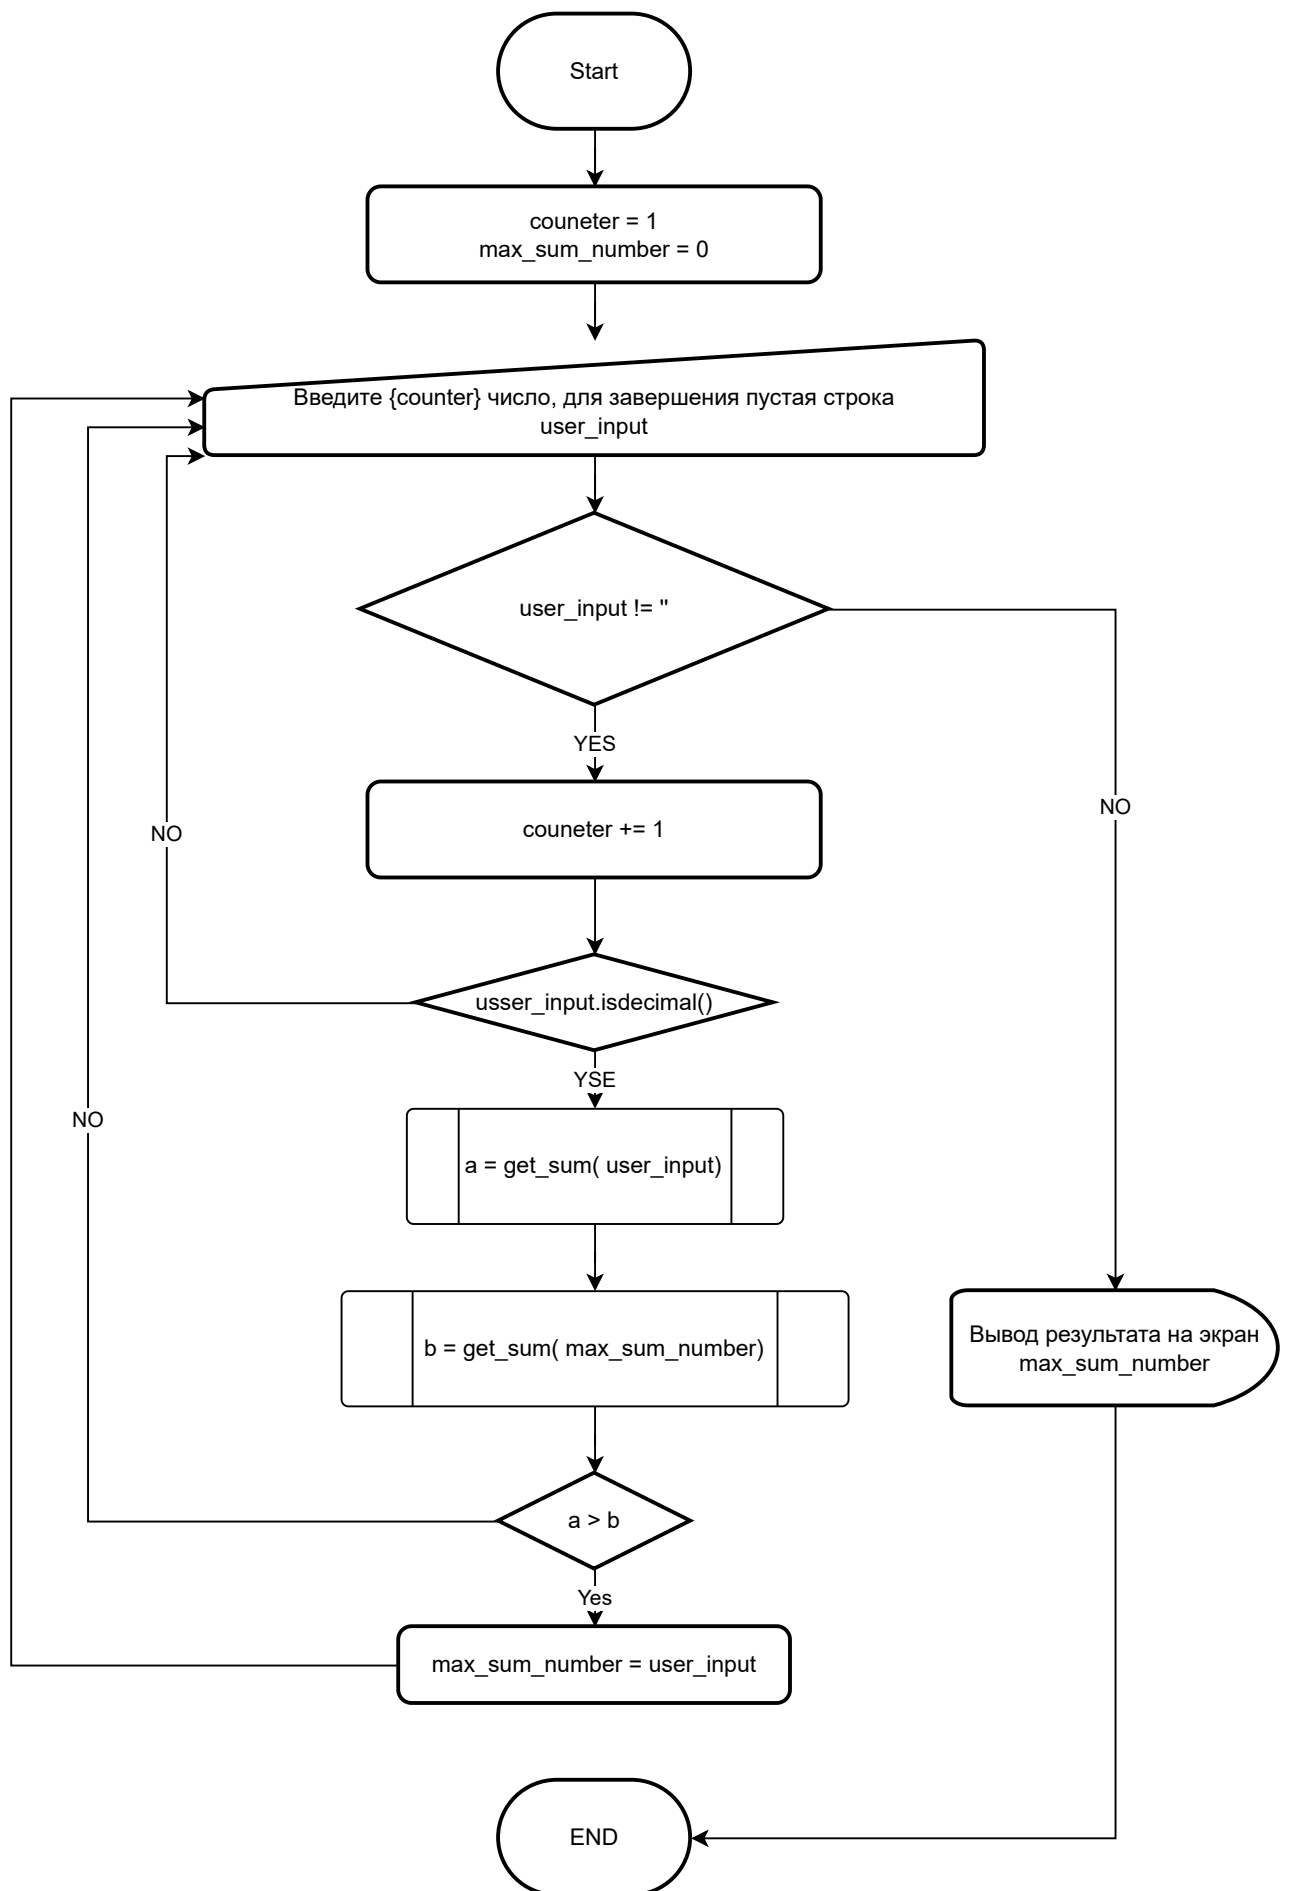 Start
couneter = 1
max_sum_number = 0
Введите {counter} число, для завершения пустая строка
user_input
user_input != ''
YES
NO
couneter += 1
NO
usser_input.isdecimal()
YSE
NO
a = get_sum( user_input)
b = get_sum( max_sum_number)
Вывод результата на экран
max_sum_number
a > b
Yes
max_sum_number = user_input
END